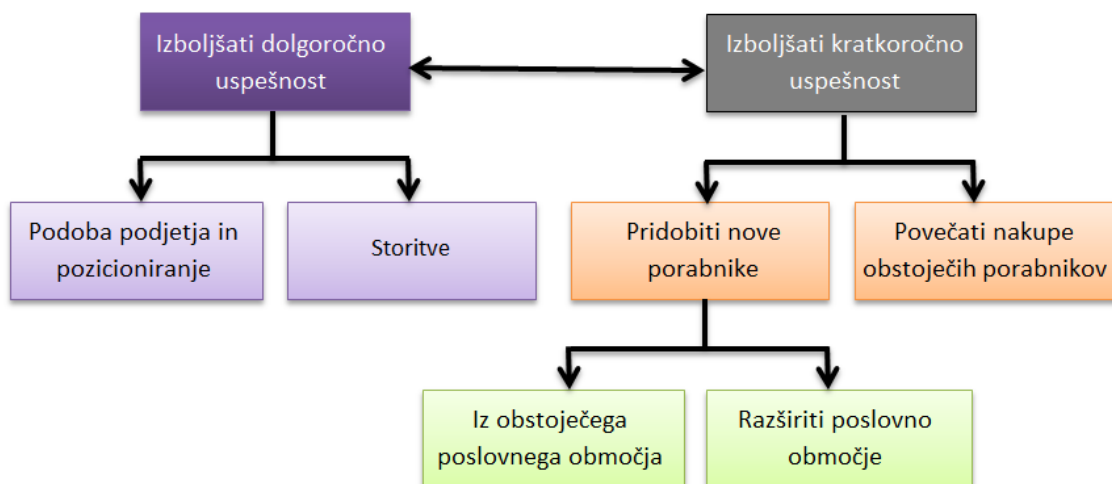 Izboljšati dolgoročno
uspešnost
Izboljšati kratkoročno
uspešnost
Podoba podjetja in
pozicioniranje
Storitve
Pridobiti nove
porabnike
Povečati nakupe
obstoječih porabnikov
Iz obstoječega
poslovnega območja
Razširiti poslovno
območje